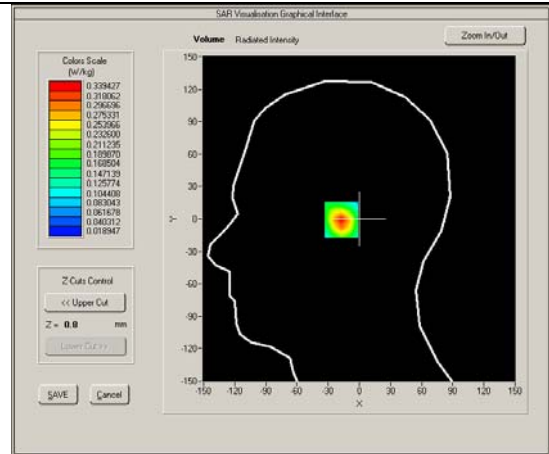 SAR Visualisation Graphical Interface
Volume Radiated Intensity
Zoom In/Out
Colors Scale
(W/kg)
0.339427
0.318062
0.296696
0.275331
0.253966
0.232600
0.211235
0.189870
0.168504
0.147139
0.125774
0.104408
0.083043
0.061678
0.040312
0.018947
Z Cuts Control
<< Upper Cut
Z = 0.0 mm
Lower Cut >>
SAVE Cancel
150
120
90
60
30
0
-30
-60
-90
-120
-150
Y
-150 -120 -90 -60 -30 0 30 60 90 120 150
X